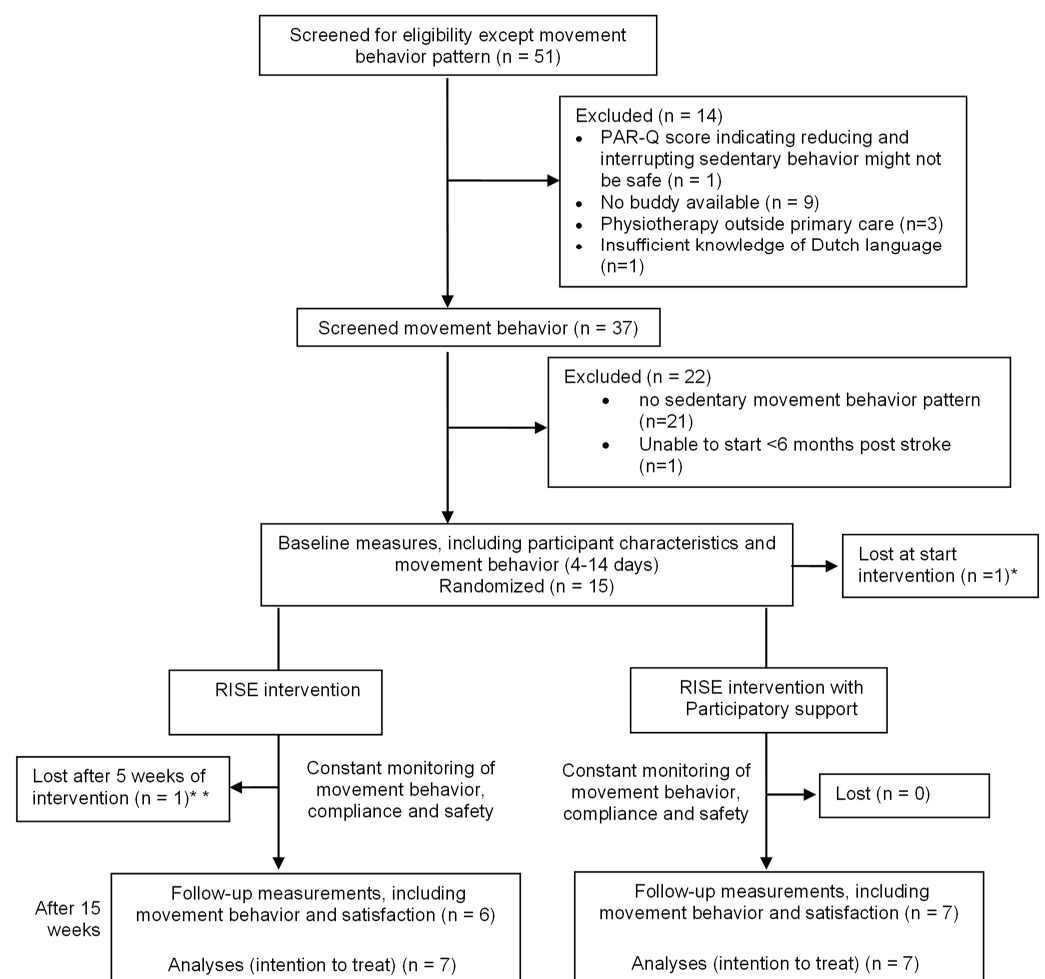 Screened for eligibility except movement
behavior pattern (n = 51)
Excluded (n = 14)
• PAR-Q score indicating reducing and
interrupting sedentary behavior might not
be safe (n = 1)
• No buddy available (n = 9)
• Physiotherapy outside primary care (n=3)
• Insufficient knowledge of Dutch language
(n=1)
Screened movement behavior (n = 37)
Excluded (n = 22)
• no sedentary movement behavior pattern
(n=21)
• Unable to start <6 months post stroke
(n=1)
Baseline measures, including participant characteristics and
movement behavior (4-14 days)
Randomized (n = 15)
Lost at start
intervention (n =1)*
RISE intervention
RISE intervention with
Participatory support
Lost after 5 weeks of
intervention (n = 1)* *
Constant monitoring of
movement behavior,
compliance and safety
Constant monitoring of
movement behavior,
compliance and safety
Lost (n = 0)
After 15
weeks
Follow-up measurements, including
movement behavior and satisfaction (n = 6)
Analyses (intention to treat) (n = 7)
Follow-up measurements, including
movement behavior and satisfaction (n = 7)
Analyses (intention to treat) (n = 7)